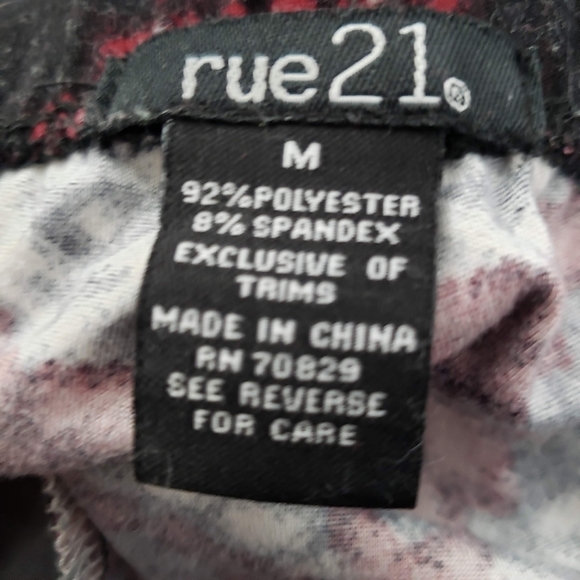 rue21®
M
92%POLYESTER
8% SPANDEX
EXCLUSIVE OF
TRIMS
MADE IN CHINA
RN 70829
SEE REVERSE
FOR CARE